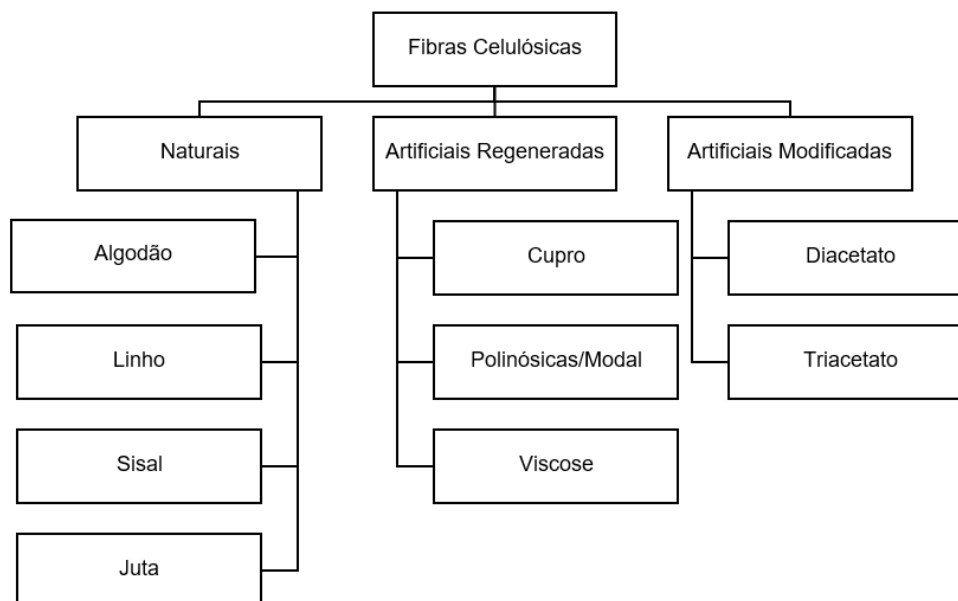 Fibras Celulósicas
Naturais
Artificiais Regeneradas
Artificiais Modificadas
Algodão
Cupro
Diacetato
Linho
Polinósicas/Modal
Triacetato
Sisal
Viscose
Juta